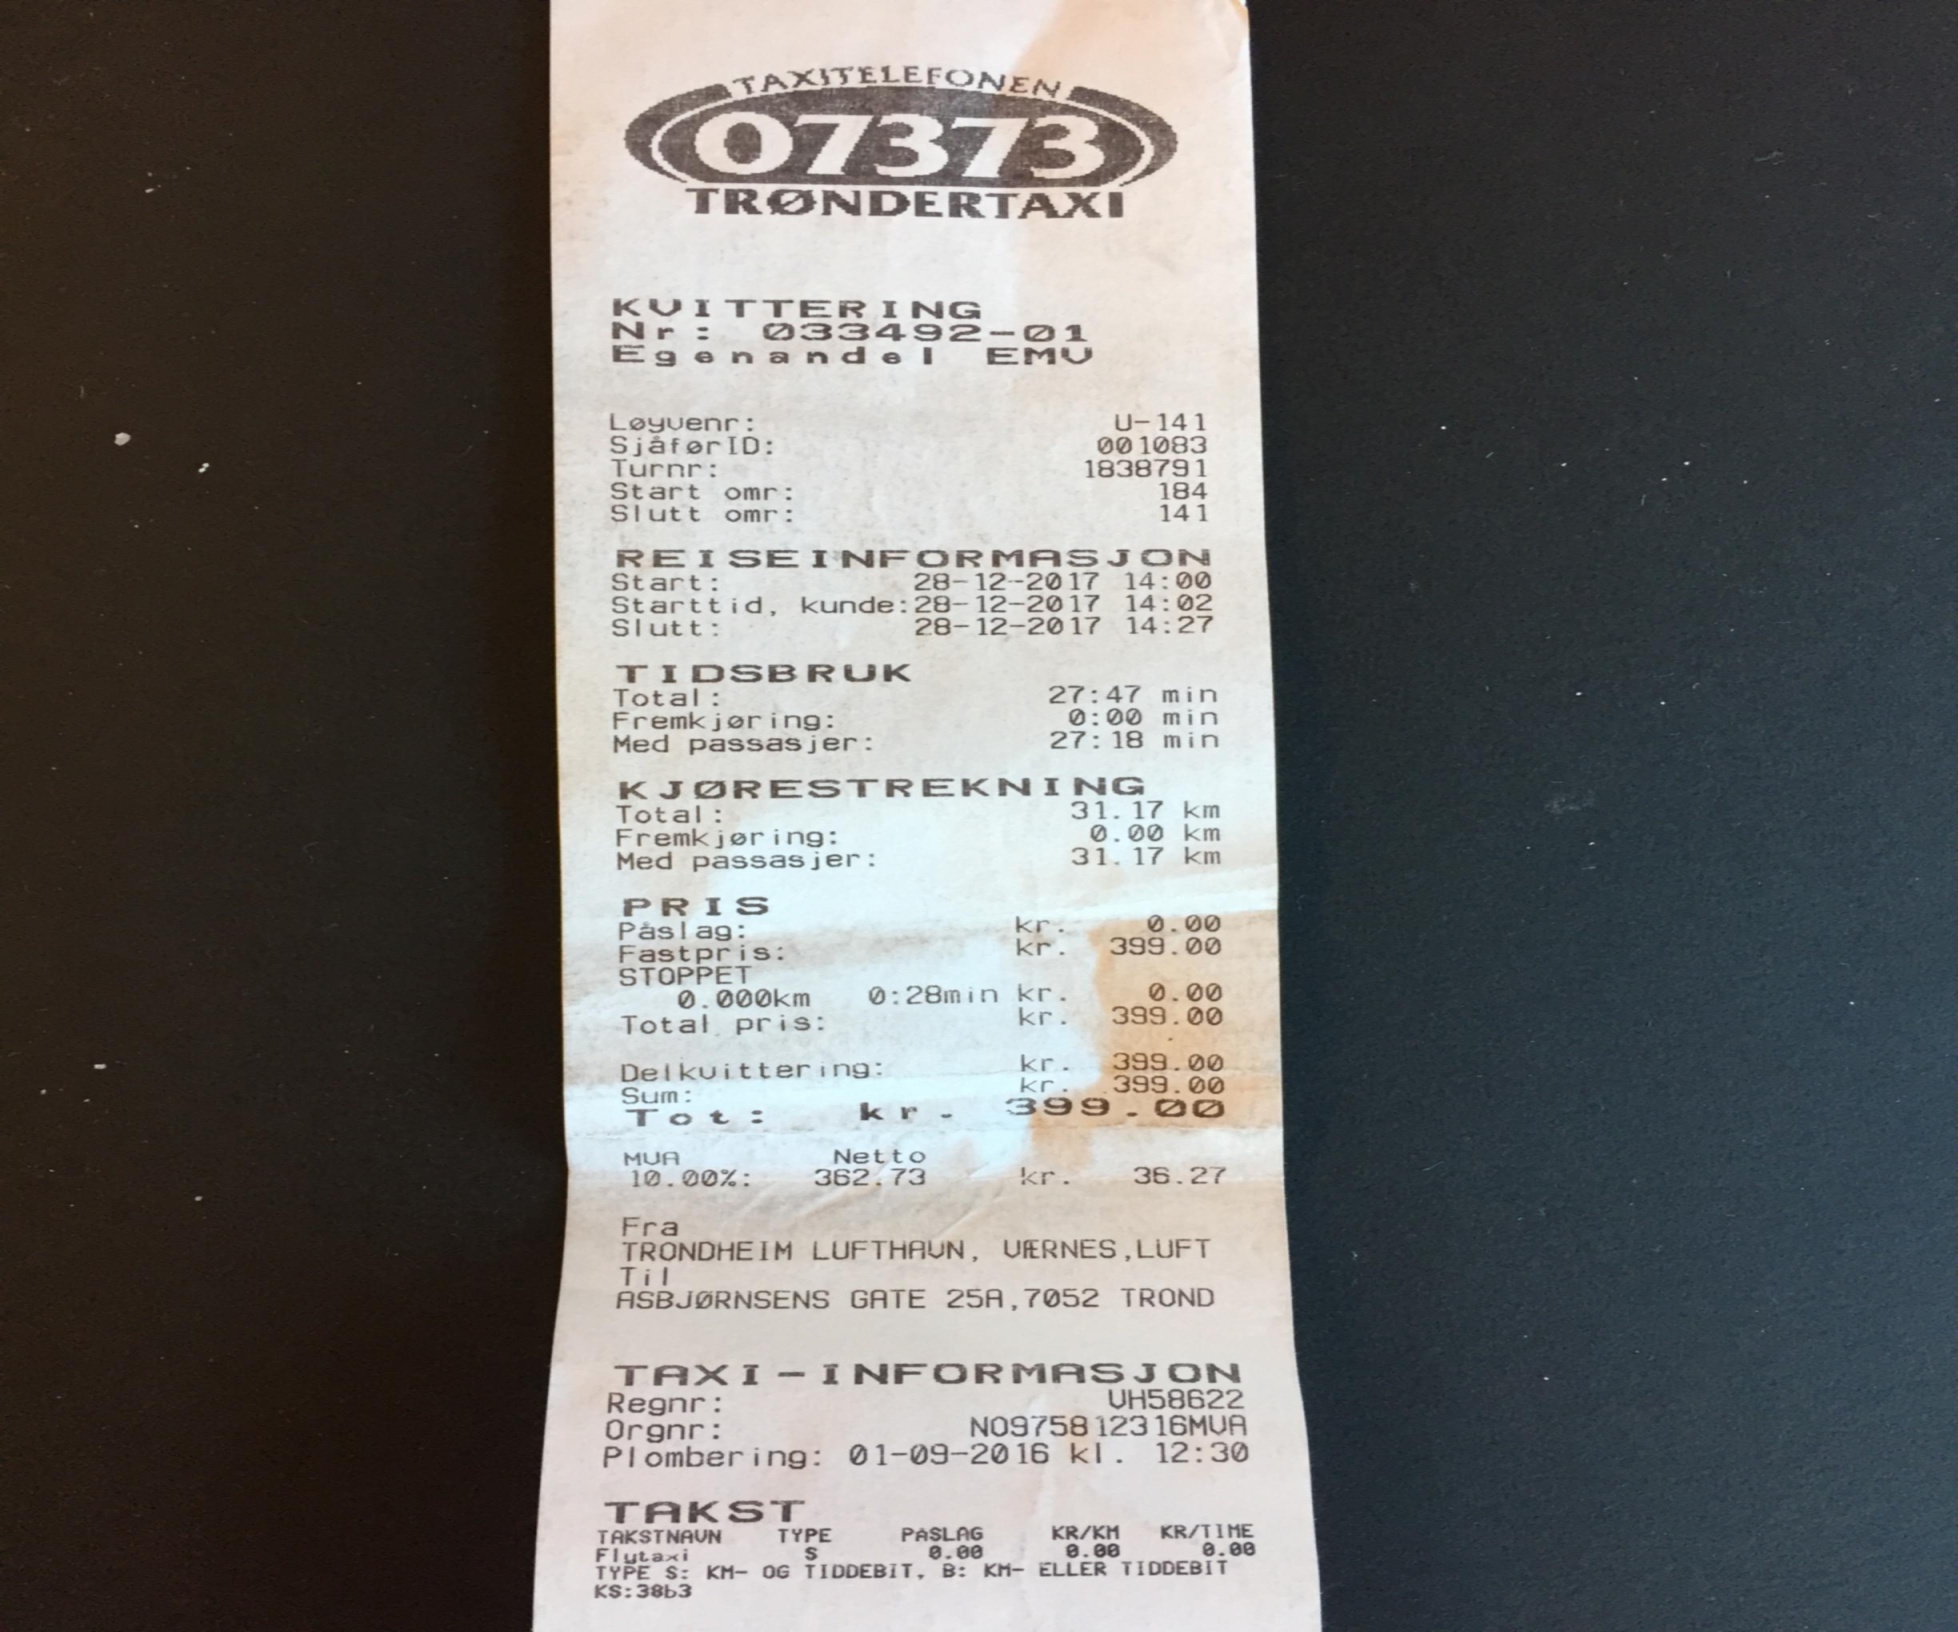 TAXITELEFONEN
07373
TRØNDERTAXI
KVITTERING
Nr: 033492-01
Egenandel EMV
Løyvenr: U-141
SjåførID: 001083
Turnr: 1838791
Start omr: 184
Slutt omr: 141
REISEINFORMASJON
Start: 28-12-2017 14:00
Starttid, kunde:28-12-2017 14:02
Slutt: 28-12-2017 14:27
TIDSBRUK
Total: 27:47 min
Fremkjøring: 0:00 min
Med passasjer: 27:18 min
KJØRESTREKNING
Total: 31.17 km
Fremkjøring: 0.00 km
Med passasjer: 31.17 km
PRIS
Påslag: kr. 0.00
Fastpris: kr. 399.00
STOPPET
0.000km 0:28min kr. 0.00
Total pris: kr. 399.00
Delkvittering: kr. 399.00
Sum: kr. 399.00
Tot: kr. 399.00
MVA Netto
10.00%: 362.73 kr. 36.27
Fra
TRONDHEIM LUFTHAVN, VÆRNES,LUFT
Til
ASBJØRNSENS GATE 25A,7052 TROND
TAXI-INFORMASJON
Regnr: VH58622
Orgnr: NO975812316MVA
Plombering: 01-09-2016 kl. 12:30
TAKST
TAKSTNAVN TYPE PÅSLAG KR/KM KR/TIME
Flytaxi S 0.00 0.00 0.00
TYPE S: KM- OG TIDDEBIT, B: KM- ELLER TIDDEBIT
KS:38b3